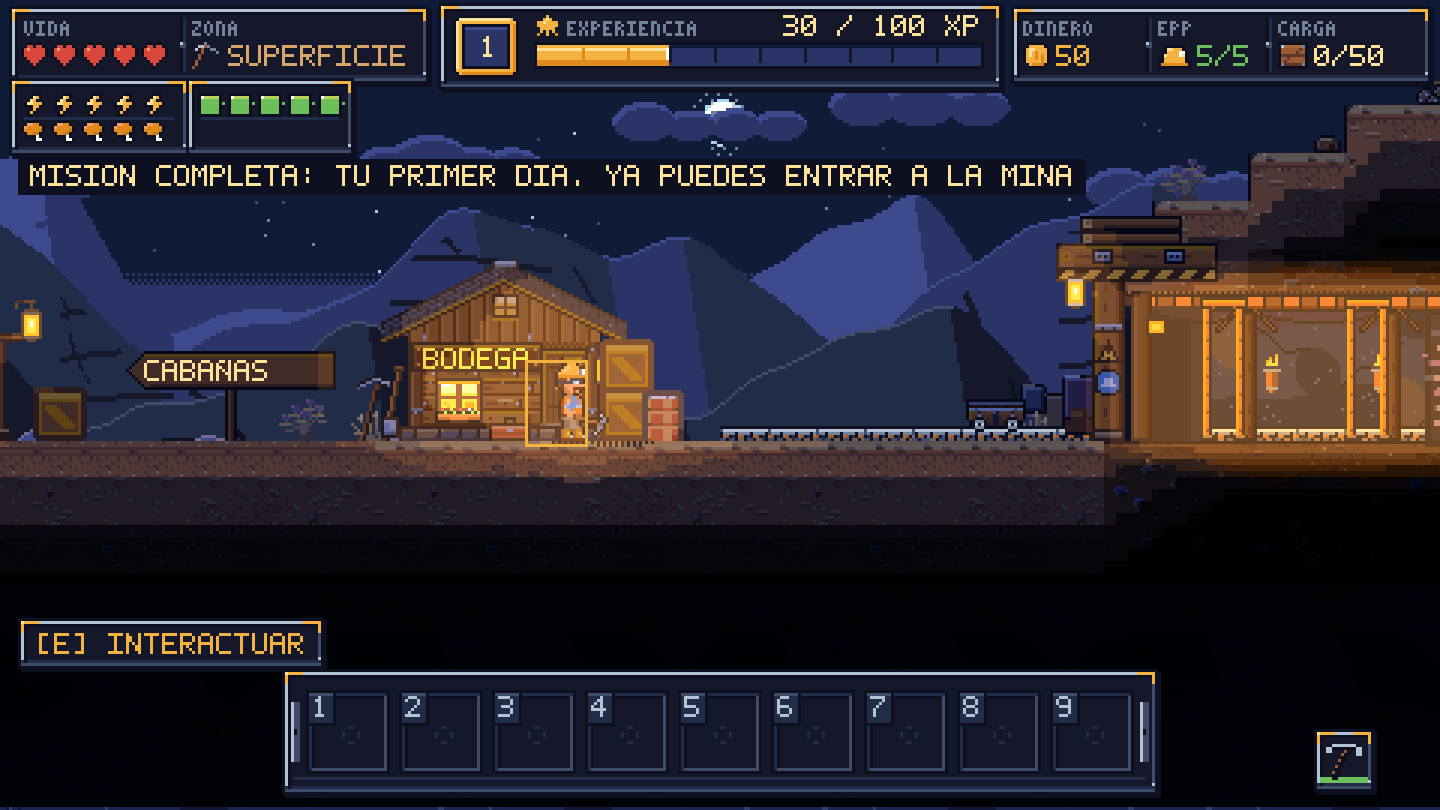 VIDA
ZONA
SUPERFICIE
1
EXPERIENCIA
30 / 100 XP
DINERO
50
EPP
5/5
CARGA
0/50
MISION COMPLETA: TU PRIMER DIA. YA PUEDES ENTRAR A LA MINA
BODEGA
CABANAS
[E] INTERACTUAR
1 2 3 4 5 6 7 8 9